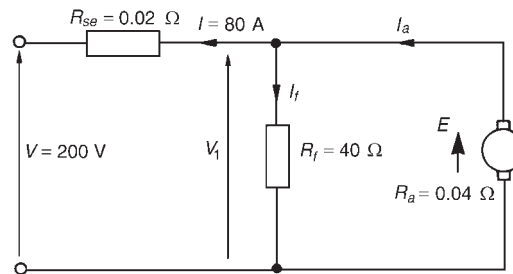 R_se = 0.02 Ω
I = 80 A
I_a
I_f
E
V = 200 V
V_1
R_f = 40 Ω
R_a = 0.04 Ω